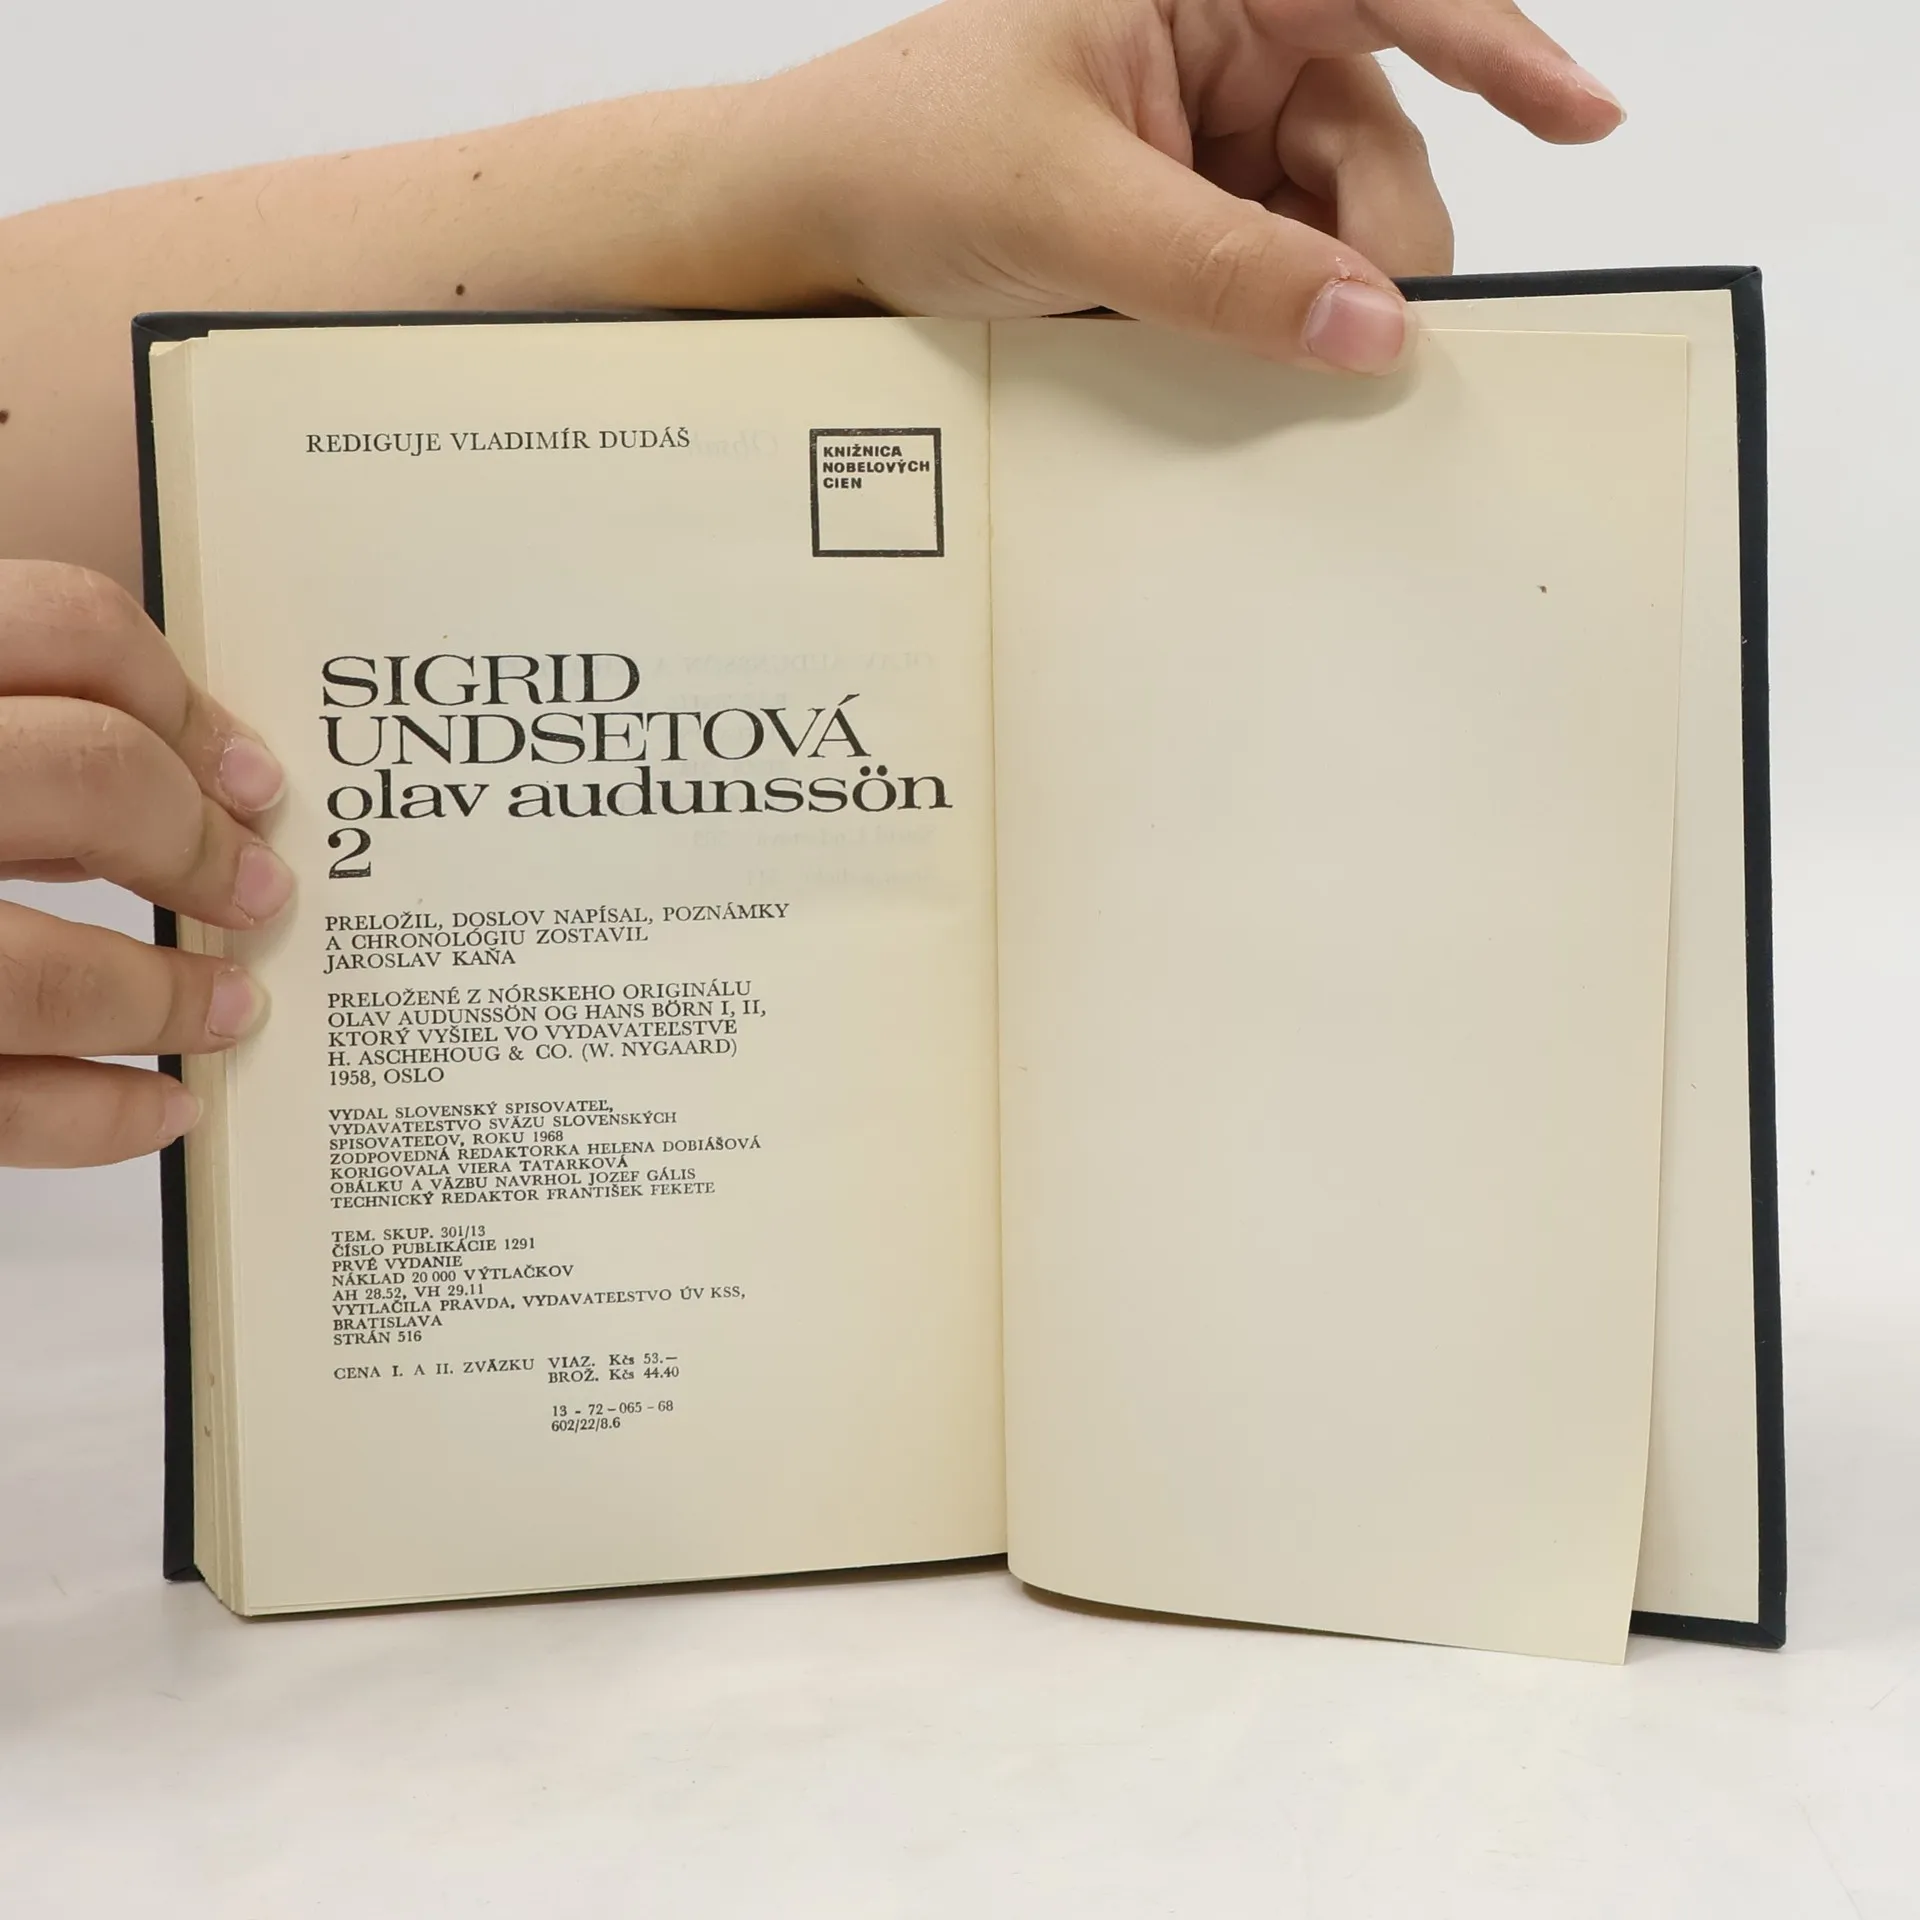 REDIGUJE VLADIMÍR DUDÁŠ
KNIŽNICA
NOBELOVÝCH
CIEN
SIGRID
UNDSETOVÁ
olav audunssön
2
PRELOŽIL, DOSLOV NAPÍSAL, POZNÁMKY
A CHRONOLÓGIU ZOSTAVIL
JAROSLAV KAŇA
PRELOŽENÉ Z NÓRSKEHO ORIGINÁLU
OLAV AUDUNSSÖN OG HANS BÖRN I, II,
KTORÝ VYŠIEL VO VYDAVATEĽSTVE
H. ASCHEHOUG & CO. (W. NYGAARD)
1958, OSLO
VYDAL SLOVENSKÝ SPISOVATEĽ,
VYDAVATEĽSTVO SVÄZU SLOVENSKÝCH
SPISOVATEĽOV, ROKU 1968
ZODPOVEDNÁ REDAKTORKA HELENA DOBIÁŠOVÁ
KORIGOVALA VIERA TATARKOVÁ
OBÁLKU A VÄZBU NAVRHOL JOZEF GÁLIS
TECHNICKÝ REDAKTOR FRANTIŠEK FEKETE
TEM. SKUP. 301/13
ČÍSLO PUBLIKÁCIE 1291
PRVÉ VYDANIE
NÁKLAD 20 000 VÝTLAČKOV
AH 28.52, VH 29.11
VYTLAČILA PRAVDA, VYDAVATEĽSTVO ÚV KSS,
BRATISLAVA
STRÁN 516
CENA I. A II. ZVÄZKU VIAZ. Kčs 53.—
BROŽ. Kčs 44.40
13 - 72 – 065 - 68
602/22/8.6